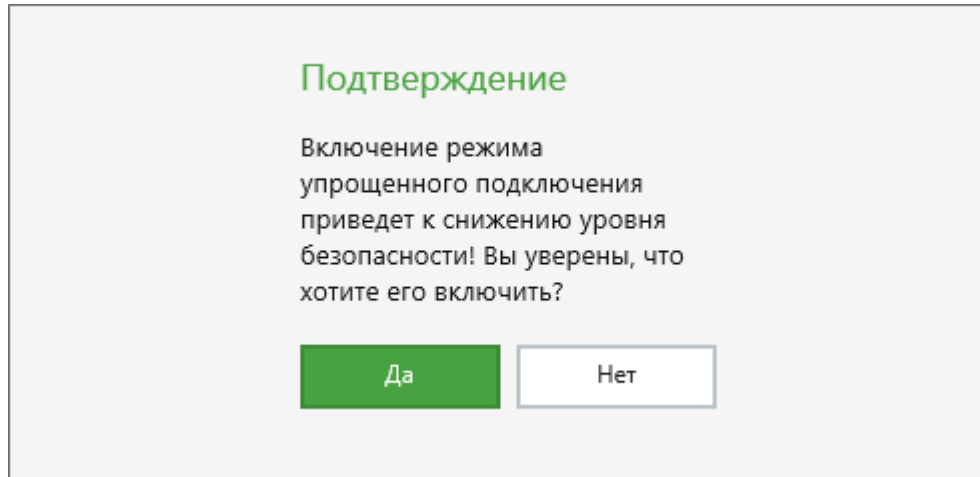 Подтверждение
Включение режима
упрощенного подключения
приведет к снижению уровня
безопасности! Вы уверены, что
хотите его включить?
Да
Нет